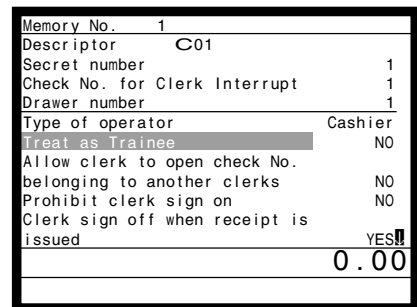 Memory No. 1
Descriptor C01
Secret number 1
Check No. for Clerk Interrupt 1
Drawer number 1
Type of operator Cashier
Treat as Trainee NO
Allow clerk to open check No.
belonging to another clerks NO
Prohibit clerk sign on NO
Clerk sign off when receipt is
issued YES↓
0.00